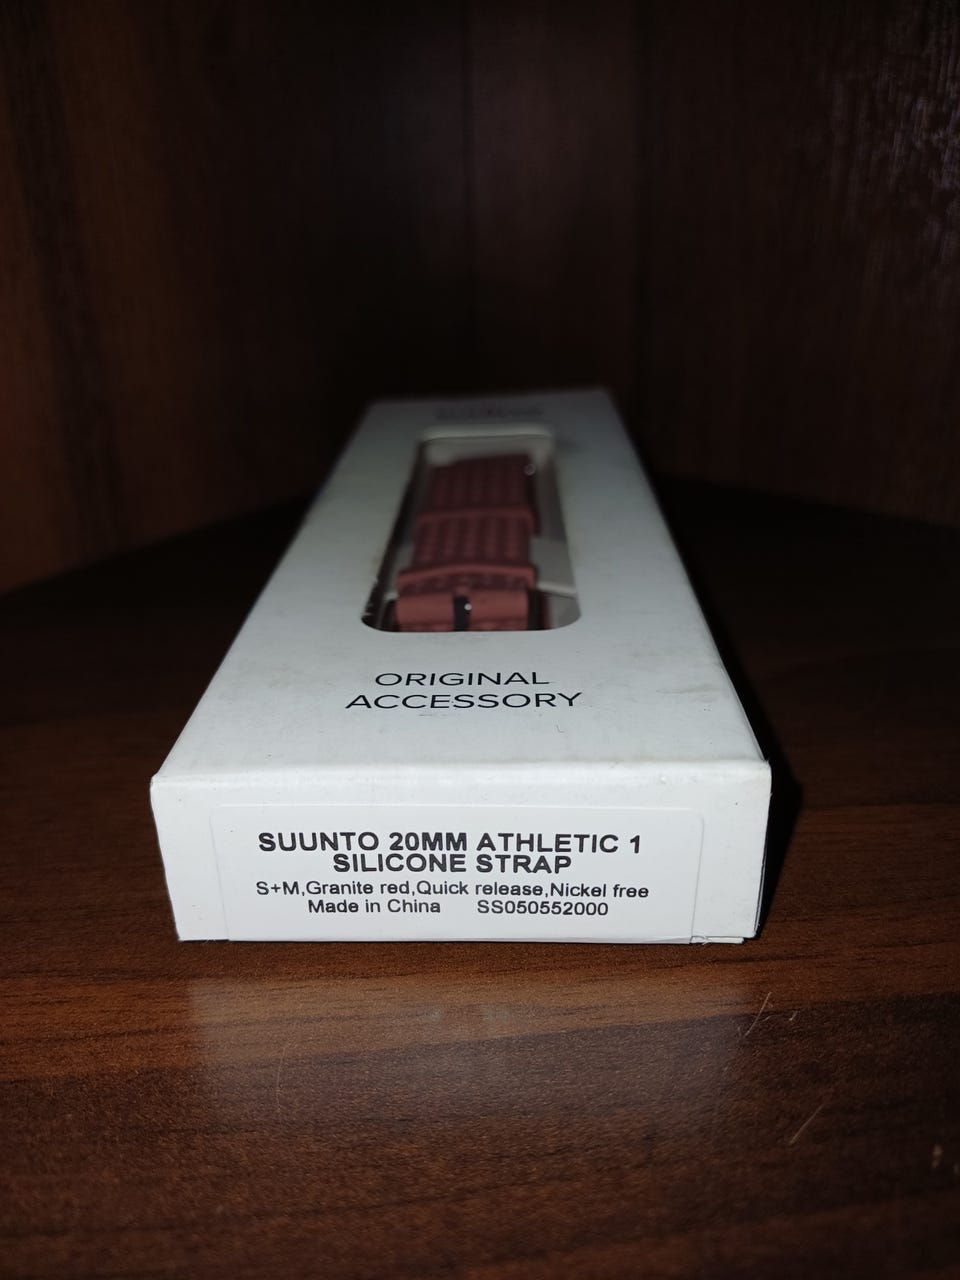 ORIGINAL
ACCESSORY
SUUNTO 20MM ATHLETIC 1
SILICONE STRAP
S+M,Granite red,Quick release,Nickel free
Made in China SS050552000